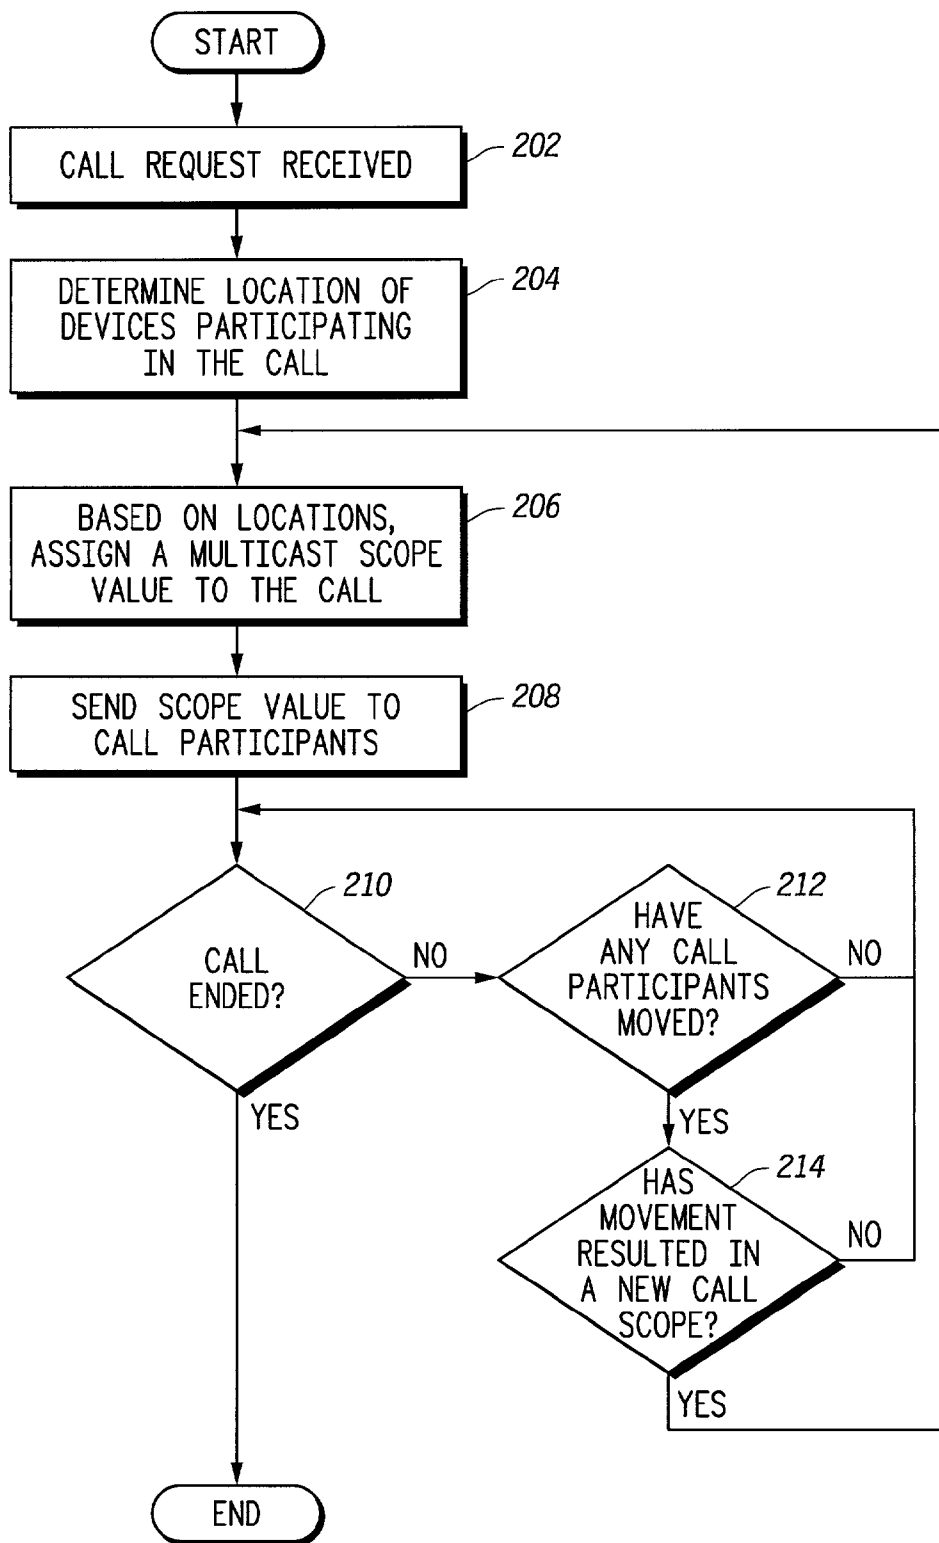 START
CALL REQUEST RECEIVED
202
DETERMINE LOCATION OF
DEVICES PARTICIPATING
IN THE CALL
204
BASED ON LOCATIONS,
ASSIGN A MULTICAST SCOPE
VALUE TO THE CALL
206
SEND SCOPE VALUE TO
CALL PARTICIPANTS
208
CALL
ENDED?
210
NO
YES
HAVE
ANY CALL
PARTICIPANTS
MOVED?
212
NO
YES
HAS
MOVEMENT
RESULTED IN
A NEW CALL
SCOPE?
214
NO
YES
END